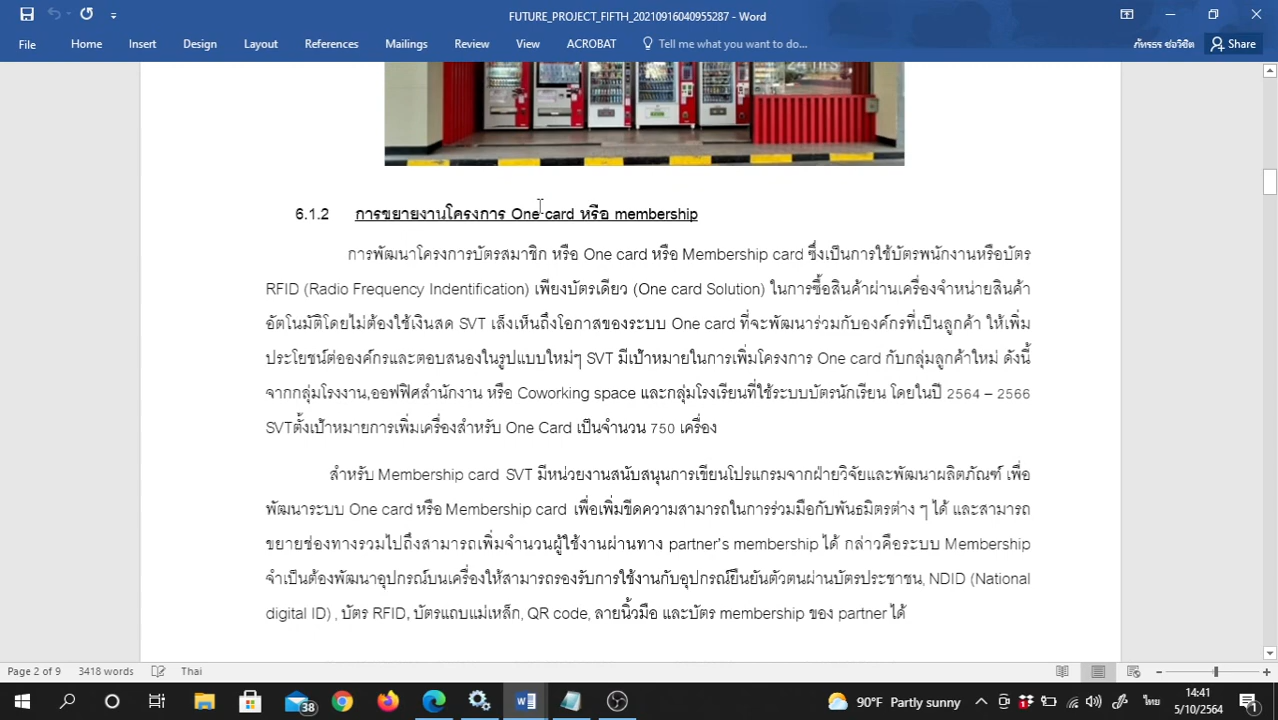 FUTURE_PROJECT_FIFTH_20210916040955287 - Word
File Home Insert Design Layout References Mailings Review View ACROBAT Tell me what you want to do... ภัทรธร ช่อวิชิต Share
6.1.2 การขยายงานโครงการ One card หรือ membership
การพัฒนาโครงการบัตรสมาชิก หรือ One card หรือ Membership card ซึ่งเป็นการใช้บัตรพนักงานหรือบัตร
RFID (Radio Frequency Indentification) เพียงบัตรเดียว (One card Solution) ในการซื้อสินค้าผ่านเครื่องจำหน่ายสินค้า
อัตโนมัติโดยไม่ต้องใช้เงินสด SVT เล็งเห็นถึงโอกาสของระบบ One card ที่จะพัฒนาร่วมกับองค์กรที่เป็นลูกค้า ให้เพิ่ม
ประโยชน์ต่อองค์กรและตอบสนองในรูปแบบใหม่ๆ SVT มีเป้าหมายในการเพิ่มโครงการ One card กับกลุ่มลูกค้าใหม่ ดังนี้
จากกลุ่มโรงงาน,ออฟฟิศสำนักงาน หรือ Coworking space และกลุ่มโรงเรียนที่ใช้ระบบบัตรนักเรียน โดยในปี 2564 – 2566
SVTตั้งเป้าหมายการเพิ่มเครื่องสำหรับ One Card เป็นจำนวน 750 เครื่อง
สำหรับ Membership card SVT มีหน่วยงานสนับสนุนการเขียนโปรแกรมจากฝ่ายวิจัยและพัฒนาผลิตภัณฑ์ เพื่อ
พัฒนาระบบ One card หรือ Membership card เพื่อเพิ่มขีดความสามารถในการร่วมมือกับพันธมิตรต่าง ๆ ได้ และสามารถ
ขยายช่องทางรวมไปถึงสามารถเพิ่มจำนวนผู้ใช้งานผ่านทาง partner's membership ได้ กล่าวคือระบบ Membership
จำเป็นต้องพัฒนาอุปกรณ์บนเครื่องให้สามารถรองรับการใช้งานกับอุปกรณ์ยืนยันตัวตนผ่านบัตรประชาชน, NDID (National
digital ID) , บัตร RFID, บัตรแถบแม่เหล็ก, QR code, ลายนิ้วมือ และบัตร membership ของ partner ได้
Page 2 of 9 3418 words Thai
38 90°F Partly sunny ไทย 14:41
5/10/2564 1